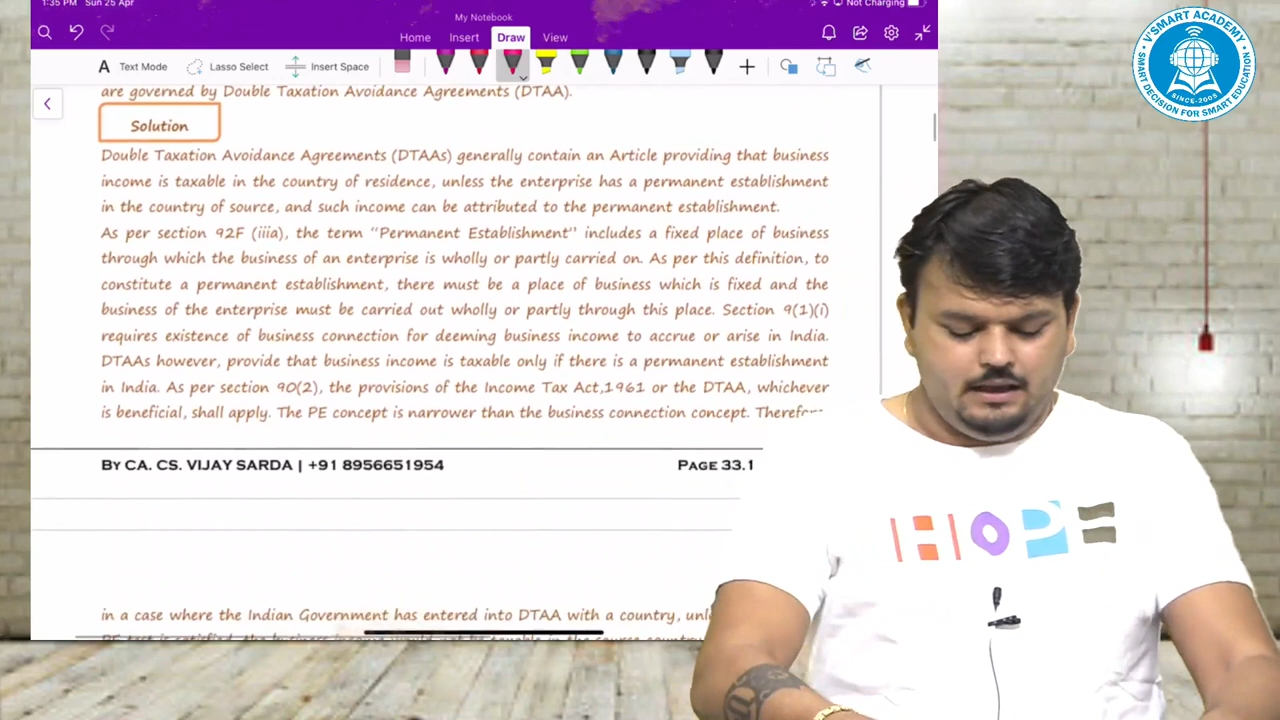 1:35 PM Sun 25 Apr
Not Charging
My Notebook
Home Insert Draw View
Text Mode Lasso Select Insert Space
are governed by Double Taxation Avoidance Agreements (DTAA).
Solution
Double Taxation Avoidance Agreements (DTAAs) generally contain an Article providing that business
income is taxable in the country of residence, unless the enterprise has a permanent establishment
in the country of source, and such income can be attributed to the permanent establishment.
As per section 92F (iiia), the term “Permanent Establishment” includes a fixed place of business
through which the business of an enterprise is wholly or partly carried on. As per this definition, to
constitute a permanent establishment, there must be a place of business which is fixed and the
business of the enterprise must be carried out wholly or partly through this place. Section 9(1)(i)
requires existence of business connection for deeming business income to accrue or arise in India.
DTAAs however, provide that business income is taxable only if there is a permanent establishment
in India. As per section 90(2), the provisions of the Income Tax Act,1961 or the DTAA, whichever
is beneficial, shall apply. The PE concept is narrower than the business connection concept.
BY CA. CS. VIJAY SARDA | +91 8956651954
PAGE 33.1
in a case where the Indian Government has entered into DTAA with a country,
V'SMART ACADEMY
SINCE-2005
SMART DECISION FOR SMART EDUCATION
HOPE